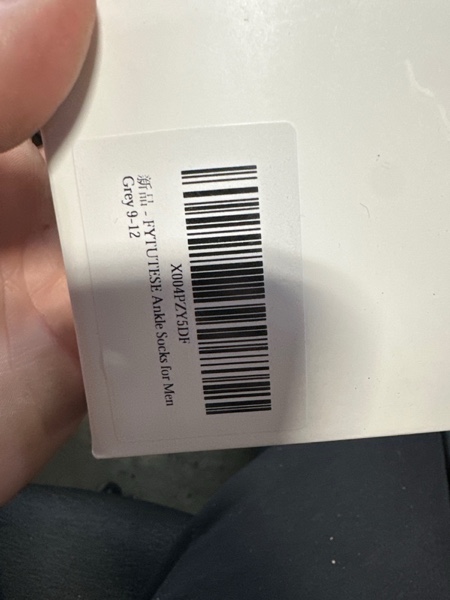 X004PZY5DF
新品 - FYTUTESE Ankle Socks for Men
Grey 9-12